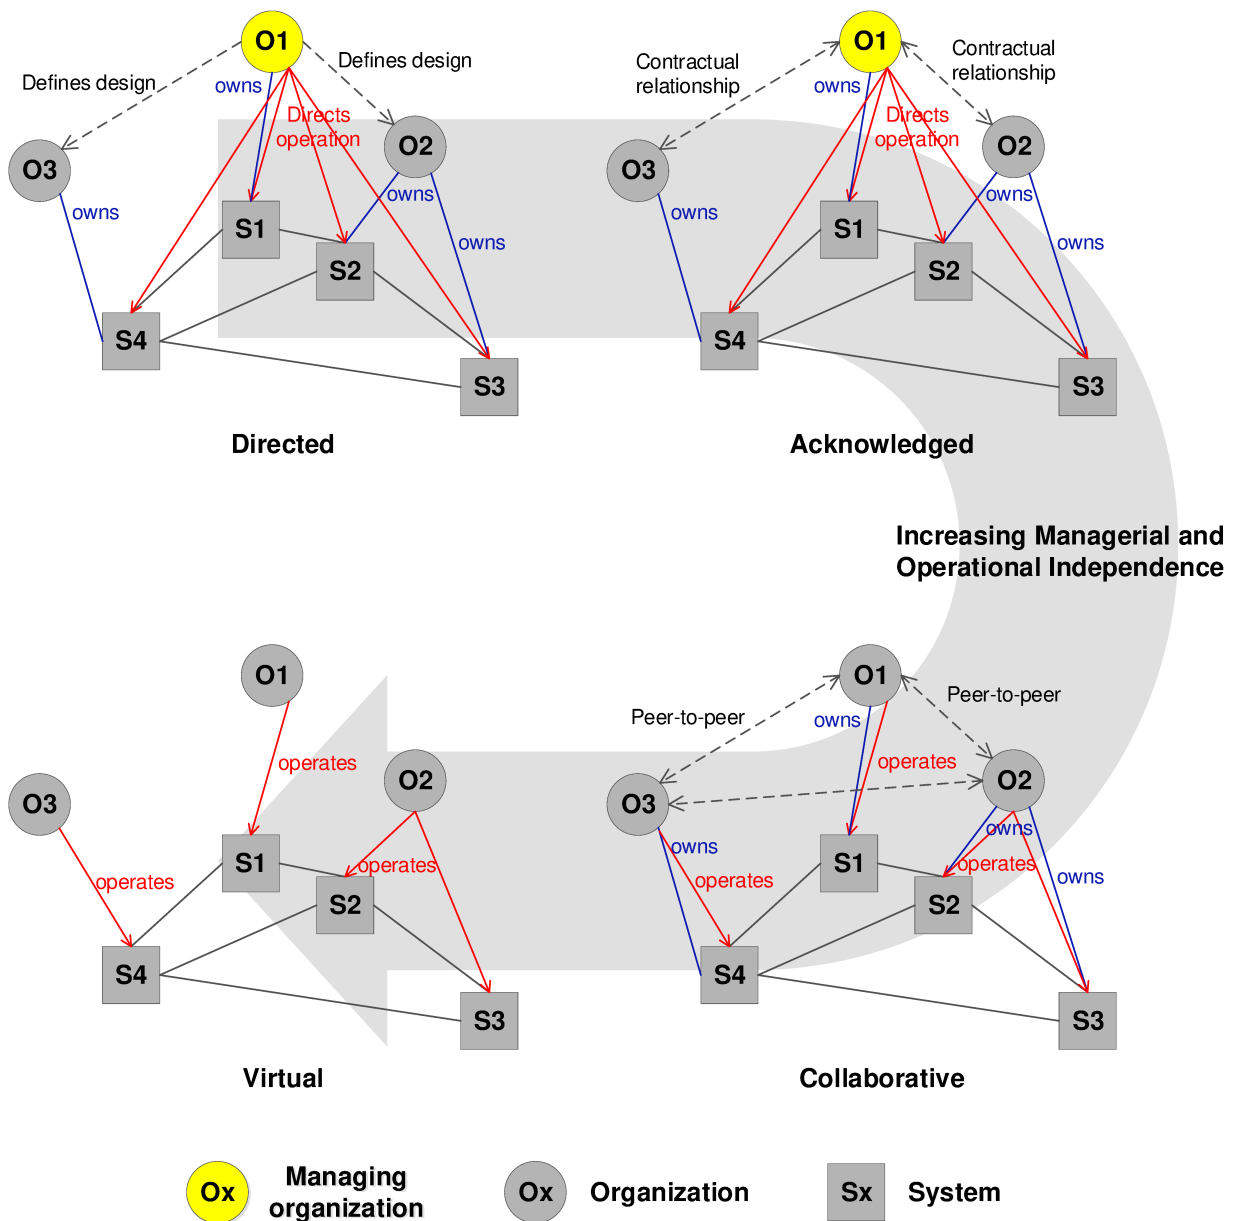 O1
Defines design
Defines design
owns
Directs
operation
O3
O2
owns
owns
owns
S1
S2
S4
S3
Directed
O1
Contractual
relationship
Contractual
relationship
owns
Directs
operation
O3
O2
owns
owns
owns
S1
S2
S4
S3
Acknowledged
Increasing Managerial and
Operational Independence
O1
operates
O2
O3
operates
operates
S1
S2
S4
S3
Virtual
O1
Peer-to-peer
Peer-to-peer
owns
operates
O3
O2
owns
operates
owns
operates
owns
S1
S2
S4
S3
Collaborative
Ox
Managing
organization
Ox
Organization
Sx
System